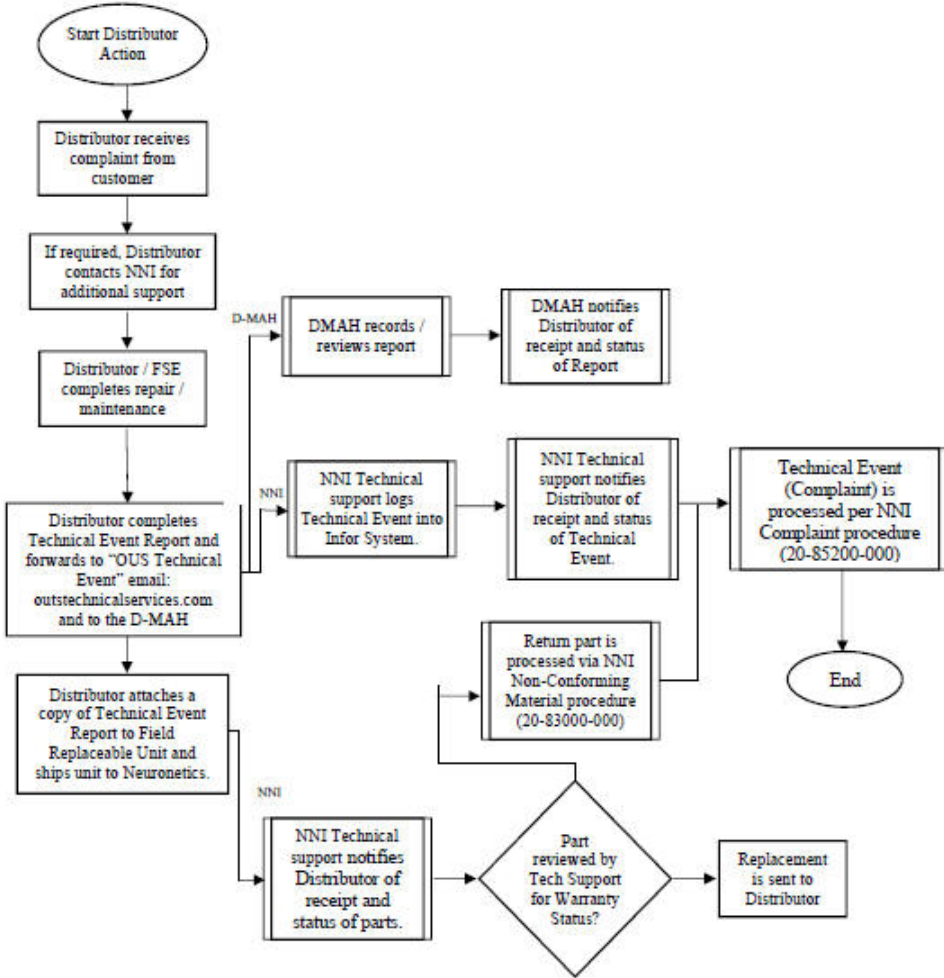 Start Distributor
Action
Distributor receives
complaint from
customer
If required, Distributor
contacts NNI for
additional support
Distributor / FSE
completes repair /
maintenance
Distributor completes
Technical Event Report and
forwards to “OUS Technical
Event” email:
outstechnicalservices.com
and to the D-MAH
Distributor attaches a
copy of Technical Event
Report to Field
Replaceable Unit and
ships unit to Neuronetics.
D-MAH
DMAH records /
reviews report
DMAH notifies
Distributor of
receipt and status
of Report
NNI
NNI Technical
support logs
Technical Event into
Infor System.
NNI Technical
support notifies
Distributor of
receipt and status
of Technical
Event.
Technical Event
(Complaint) is
processed per NNI
Complaint procedure
(20-85200-000)
End
Return part is
processed via NNI
Non-Conforming
Material procedure
(20-83000-000)
NNI
NNI Technical
support notifies
Distributor of
receipt and
status of parts.
Part
reviewed by
Tech Support
for Warranty
Status?
Replacement
is sent to
Distributor